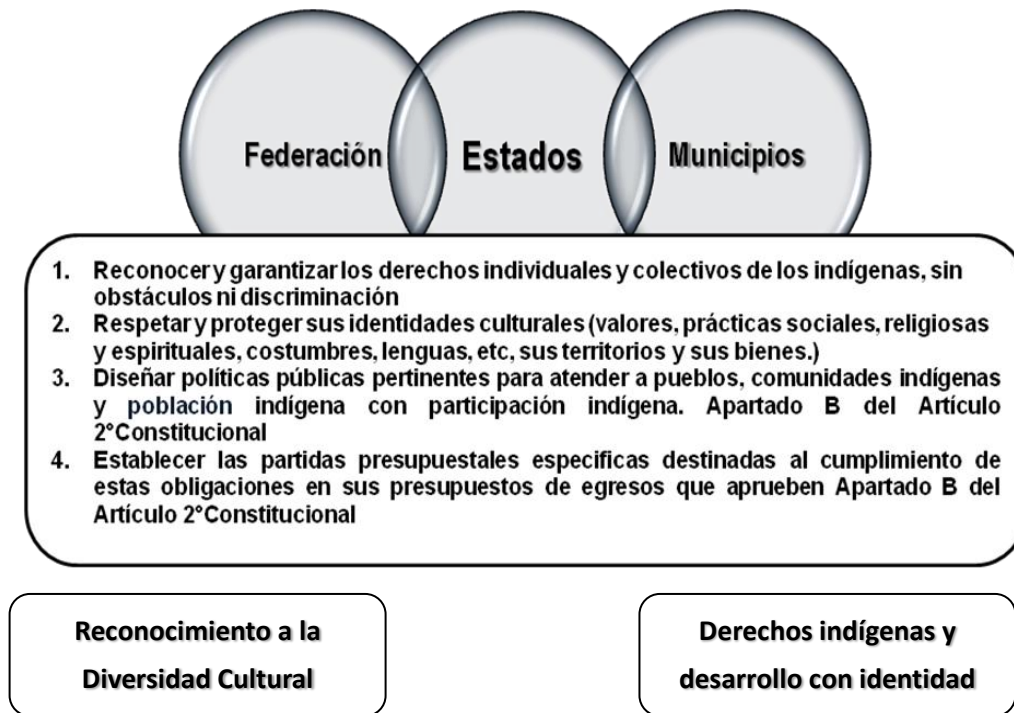 Federación
Estados
Municipios
1. Reconocer y garantizar los derechos individuales y colectivos de los indígenas, sin
obstáculos ni discriminación
2. Respetar y proteger sus identidades culturales (valores, prácticas sociales, religiosas
y espirituales, costumbres, lenguas, etc, sus territorios y sus bienes.)
3. Diseñar políticas públicas pertinentes para atender a pueblos, comunidades indígenas
y población indígena con participación indígena. Apartado B del Artículo
2°Constitucional
4. Establecer las partidas presupuestales especificas destinadas al cumplimiento de
estas obligaciones en sus presupuestos de egresos que aprueben Apartado B del
Artículo 2°Constitucional
Reconocimiento a la
Diversidad Cultural
Derechos indígenas y
desarrollo con identidad